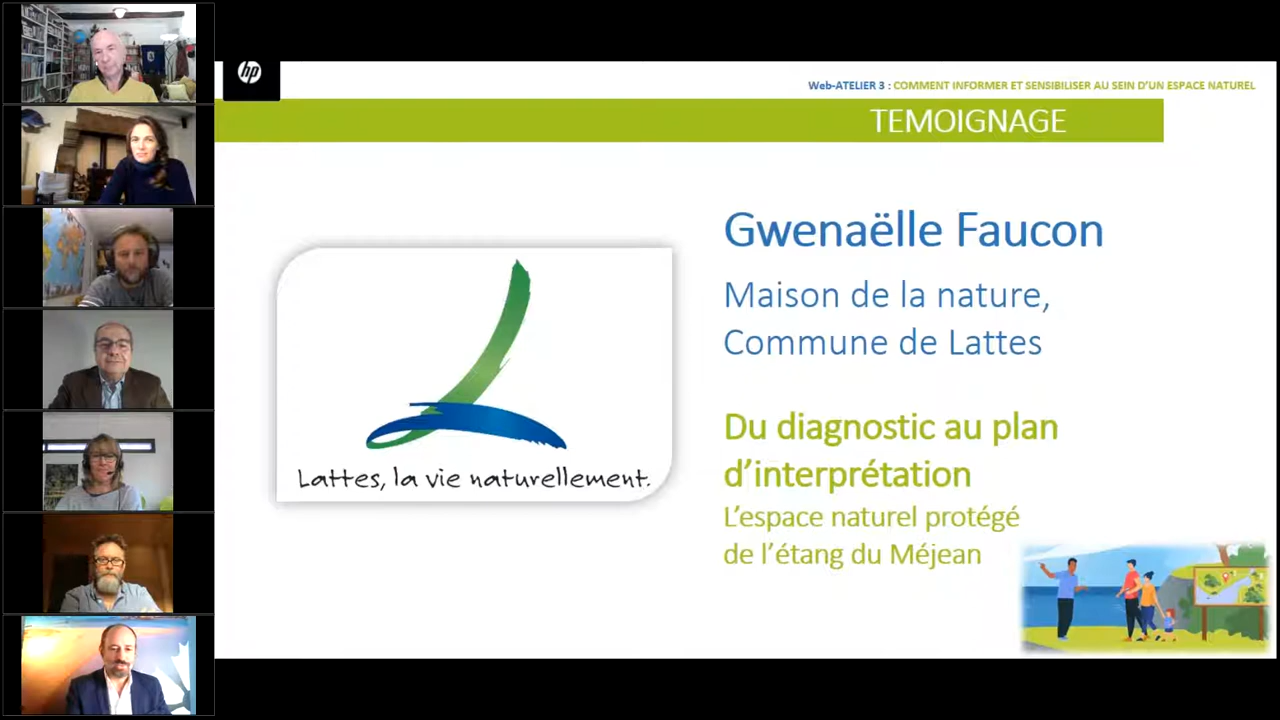 hp
Web-ATELIER 3 : COMMENT INFORMER ET SENSIBILISER AU SEIN D'UN ESPACE NATUREL
TEMOIGNAGE
Gwenaëlle Faucon
Maison de la nature,
Commune de Lattes
Lattes, la vie naturellement.
Du diagnostic au plan
d'interprétation
L'espace naturel protégé
de l'étang du Méjean